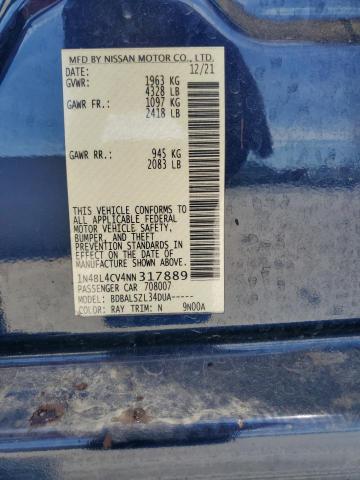 MFD BY NISSAN MOTOR CO., LTD.
12/21
GVWR: 1963 KG
4328 LB
GAWR FR: 1097 KG
2418 LB
GAWR RR: 945 KG
2083 LB
THIS VEHICLE CONFORMS TO
ALL APPLICABLE FEDERAL
MOTOR VEHICLE SAFETY,
BUMPER, AND THEFT
PREVENTION STANDARDS IN
EFFECT ON THE DATE OF
MANUFACTURE SHOWN ABOVE.
1N4BL4CV4NN317889
PASSENGER CAR 708007
MODEL: BDBALSZL34DUA-----
COLOR: RAY TRIM: N 9N00A